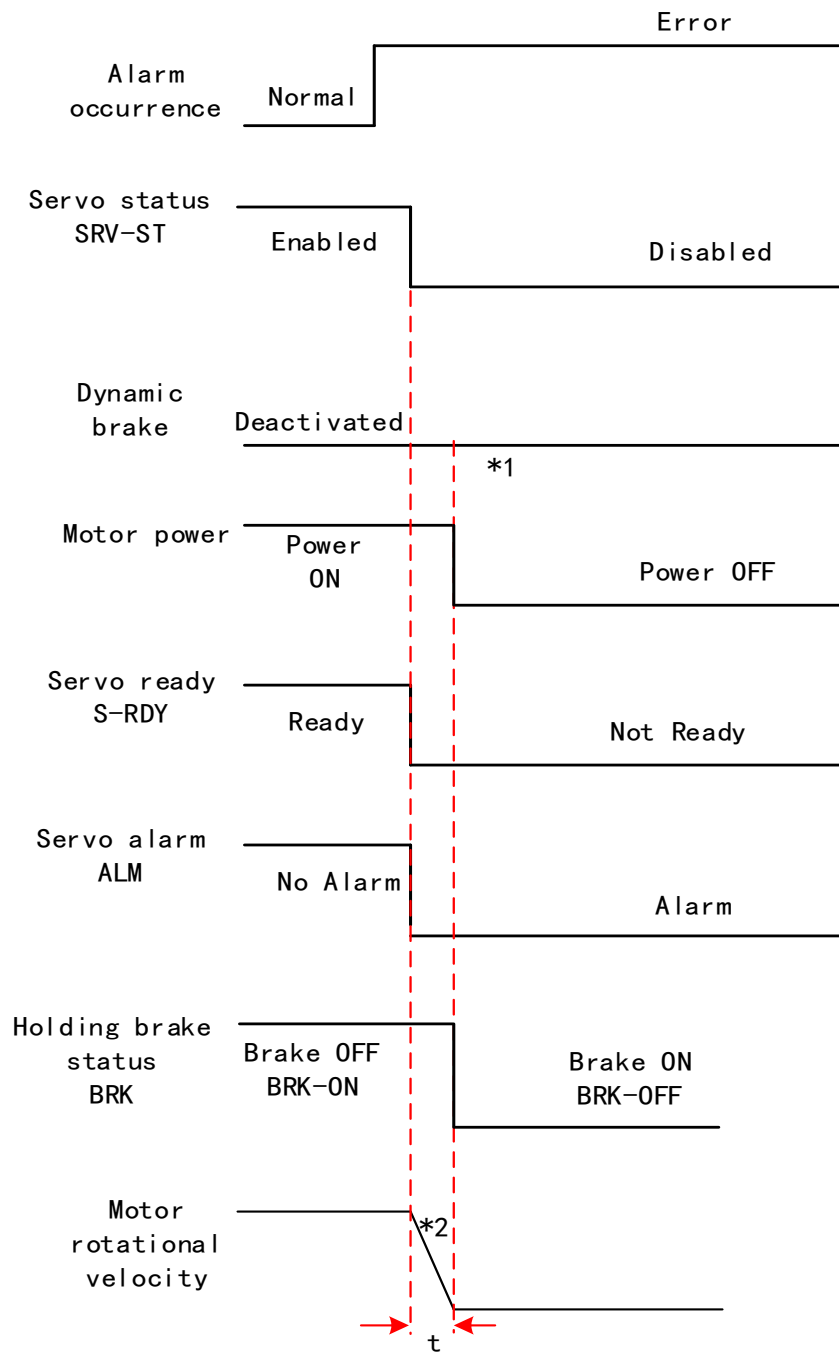 Error
Alarm
occurrence
Normal
Servo status
SRV-ST
Enabled
Disabled
Dynamic
brake
Deactivated
*1
Motor power
Power
ON
Power OFF
Servo ready
S-RDY
Ready
Not Ready
Servo alarm
ALM
No Alarm
Alarm
Holding brake
status
BRK
Brake OFF
BRK-ON
Brake ON
BRK-OFF
Motor
rotational
velocity
*2
t